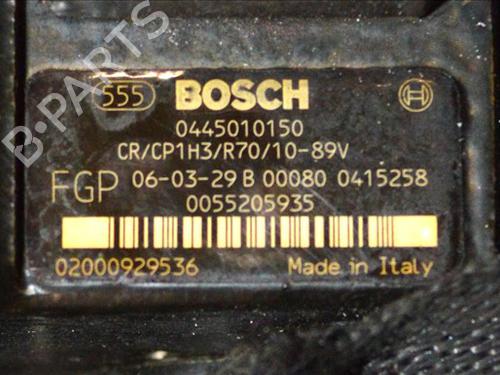 B-PARTS
555 BOSCH
0445010150
CR/CP1H3/R70/10-89V
FGP 06-03-29 B 00080 0415258
0055205935
02000929536 Made in Italy